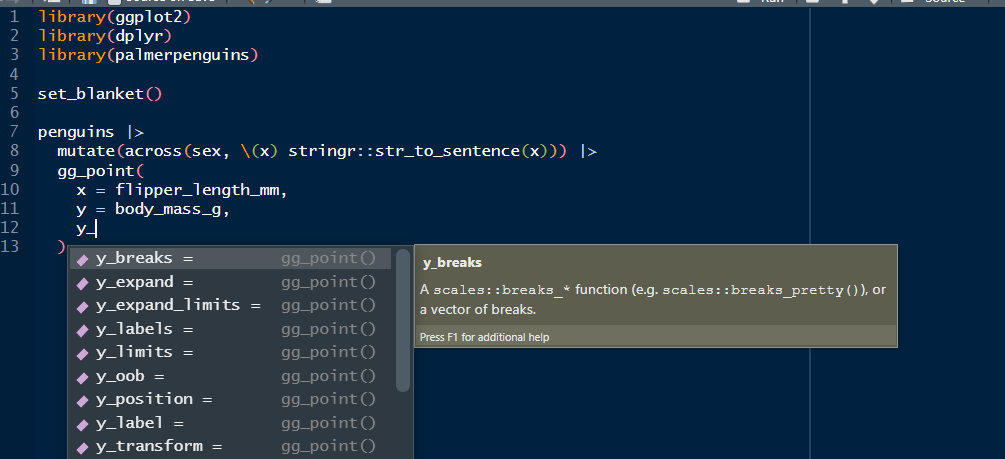 1 library(ggplot2)
2 library(dplyr)
3 library(palmerpenguins)
4
5 set_blanket()
6
7 penguins |>
8 mutate(across(sex, \(x) stringr::str_to_sentence(x))) |>
9 gg_point(
10 x = flipper_length_mm,
11 y = body_mass_g,
12 y_
13 )
y_breaks = gg_point()
y_expand = gg_point()
y_expand_limits = gg_point()
y_labels = gg_point()
y_limits = gg_point()
y_oob = gg_point()
y_position = gg_point()
y_label = gg_point()
y_transform = gg_point()
y_breaks
A scales::breaks_* function (e.g. scales::breaks_pretty()), or
a vector of breaks.
Press F1 for additional help